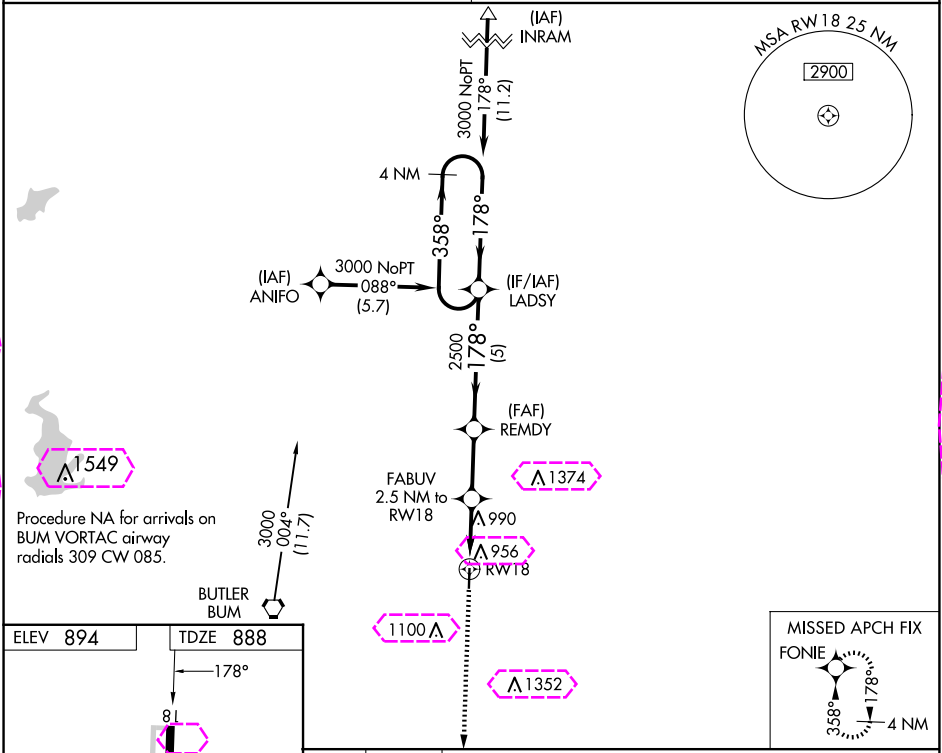 (IAF)
INRAM
MSA RW18 25 NM
2900
3000 NoPT
178°
(11.2)
4 NM
358°
178°
(IAF)
ANIFO
3000 NoPT
088°
(5.7)
(IF/IAF)
LADSY
2500
178°
(5)
(FAF)
REMDY
1549
1374
FABUV
2.5 NM to
RW18
990
956
RW18
Procedure NA for arrivals on
BUM VORTAC airway
radials 309 CW 085.
3000
004°
(11.7)
BUTLER
BUM
1100
1352
ELEV 894
TDZE 888
178°
18
MISSED APCH FIX
FONIE
358°
178°
4 NM